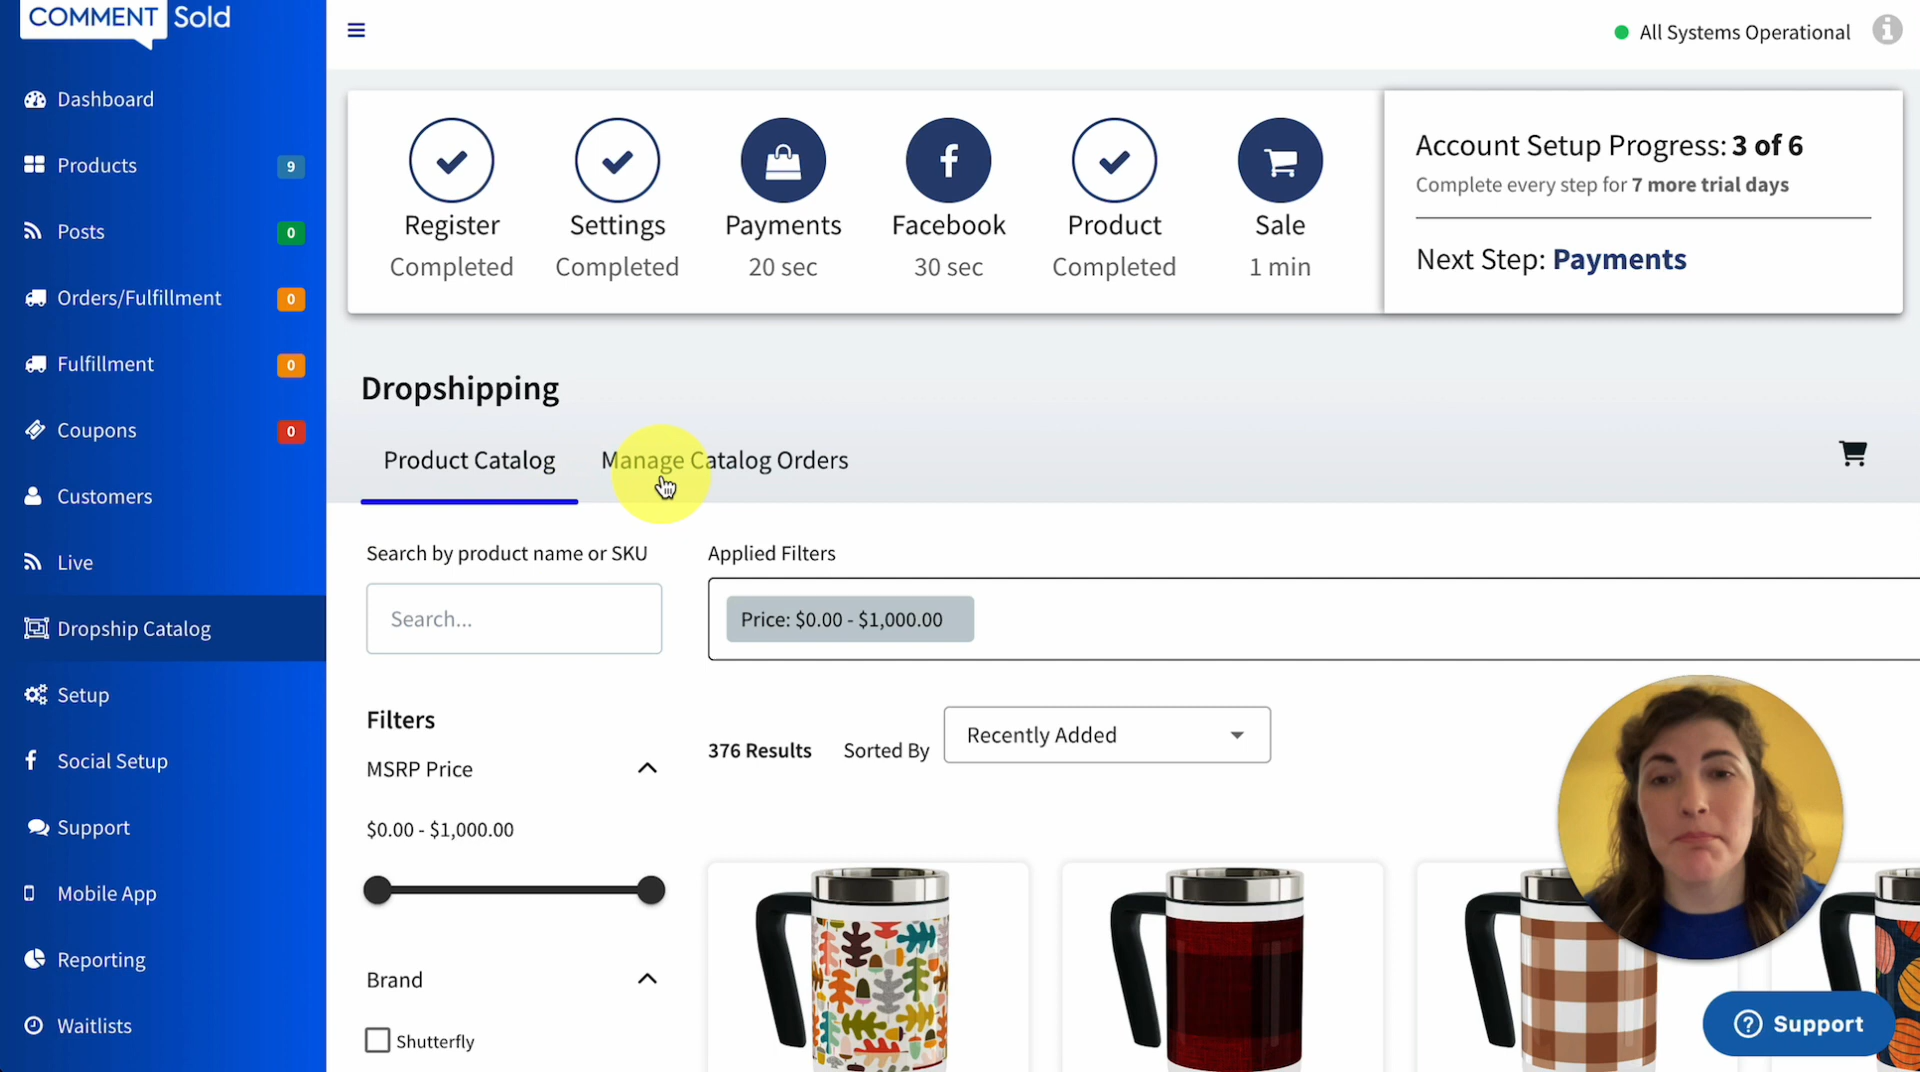 COMMENT Sold
All Systems Operational
Dashboard
Products 9
Posts 0
Orders/Fulfillment 0
Fulfillment 0
Coupons 0
Customers
Live
Dropship Catalog
Setup
Social Setup
Support
Mobile App
Reporting
Waitlists
Register
Completed
Settings
Completed
Payments
20 sec
Facebook
30 sec
Product
Completed
Sale
1 min
Account Setup Progress: 3 of 6
Complete every step for 7 more trial days
Next Step: Payments
Dropshipping
Product Catalog
Manage Catalog Orders
Search by product name or SKU
Search...
Applied Filters
Price: $0.00 - $1,000.00
Filters
MSRP Price
$0.00 - $1,000.00
Brand
Shutterfly
376 Results
Sorted By
Recently Added
Support